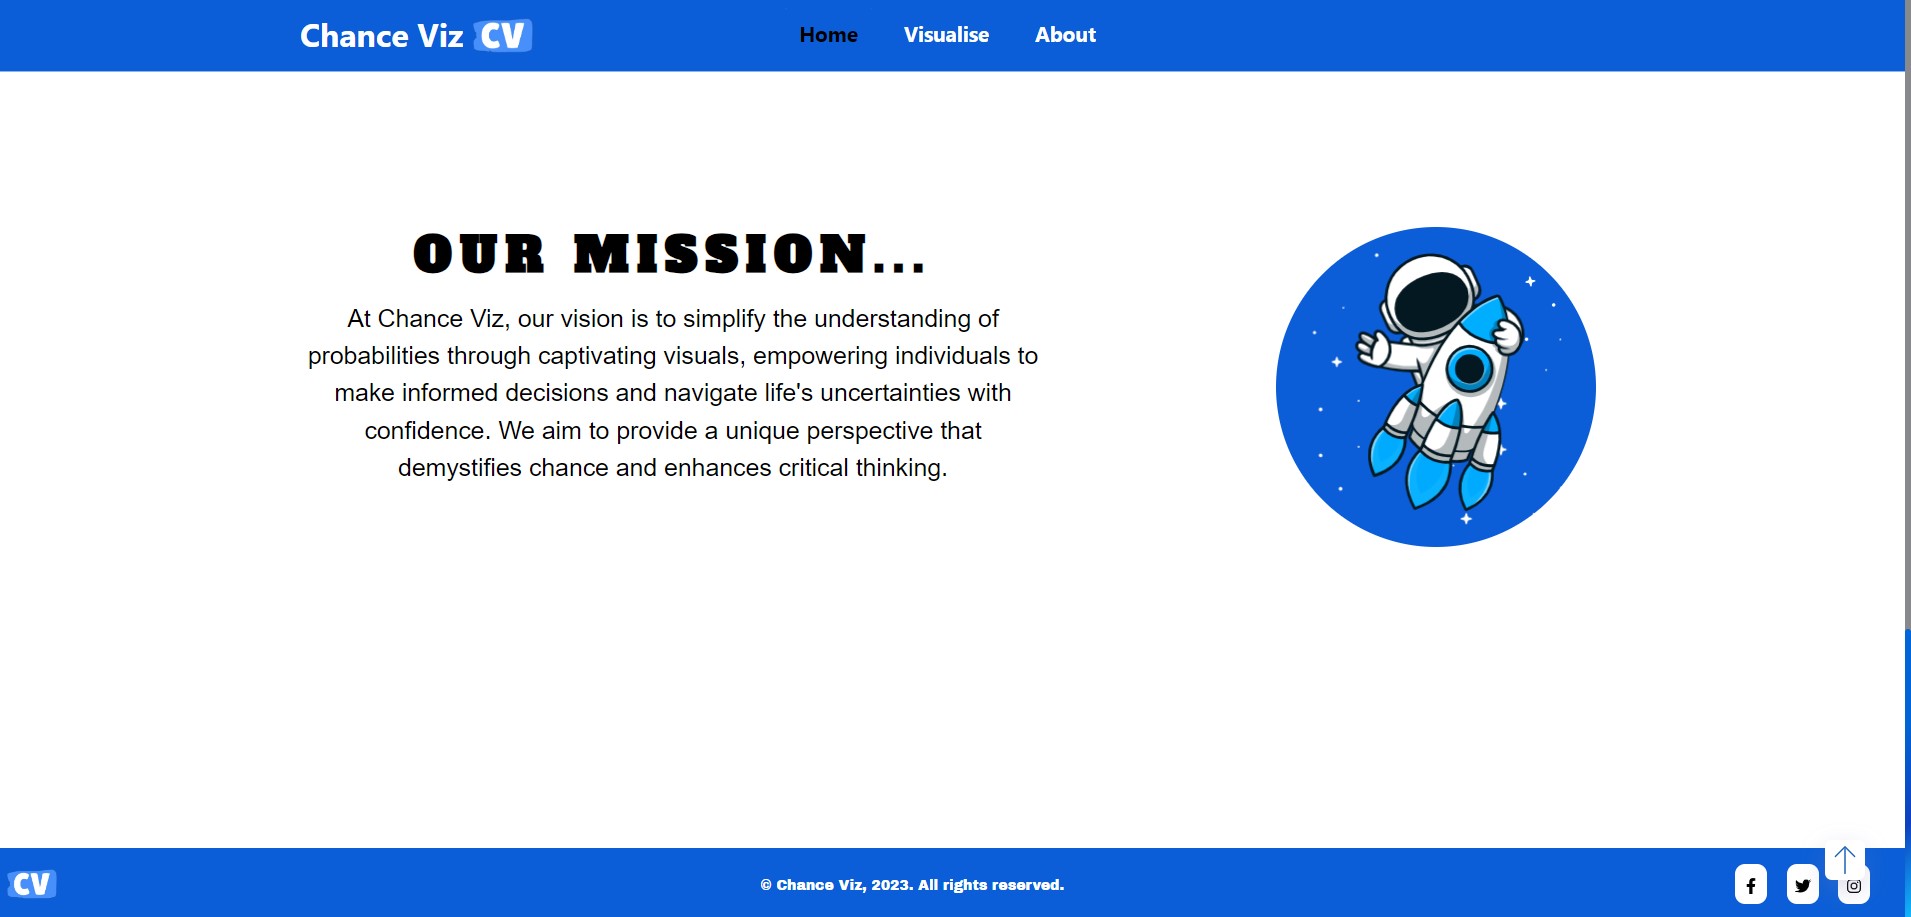 Chance Viz CV
Home Visualise About
OUR MISSION...
At Chance Viz, our vision is to simplify the understanding of
probabilities through captivating visuals, empowering individuals to
make informed decisions and navigate life's uncertainties with
confidence. We aim to provide a unique perspective that
demystifies chance and enhances critical thinking.
CV
© Chance Viz, 2023. All rights reserved.